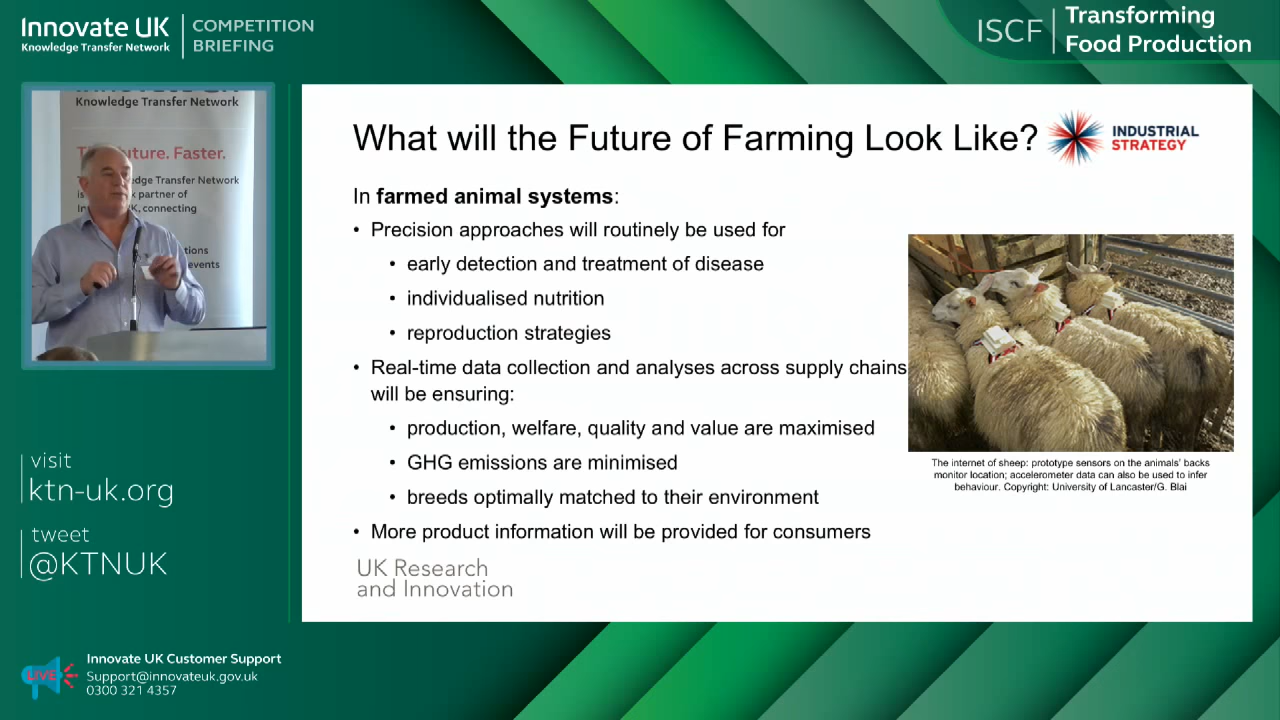 Innovate UK
Knowledge Transfer Network
COMPETITION
BRIEFING
ISCF
Transforming
Food Production
Knowledge Transfer Network
Future. Faster.
Transfer Network
partner of
connecting
events
What will the Future of Farming Look Like?
INDUSTRIAL
STRATEGY
In farmed animal systems:
• Precision approaches will routinely be used for
• early detection and treatment of disease
• individualised nutrition
• reproduction strategies
• Real-time data collection and analyses across supply chains
will be ensuring:
• production, welfare, quality and value are maximised
• GHG emissions are minimised
• breeds optimally matched to their environment
• More product information will be provided for consumers
The internet of sheep: prototype sensors on the animals' backs
monitor location; accelerometer data can also be used to infer
behaviour. Copyright: University of Lancaster/G. Blai
UK Research
and Innovation
visit
ktn-uk.org
tweet
@KTNUK
LIVE
Innovate UK Customer Support
Support@innovateuk.gov.uk
0300 321 4357